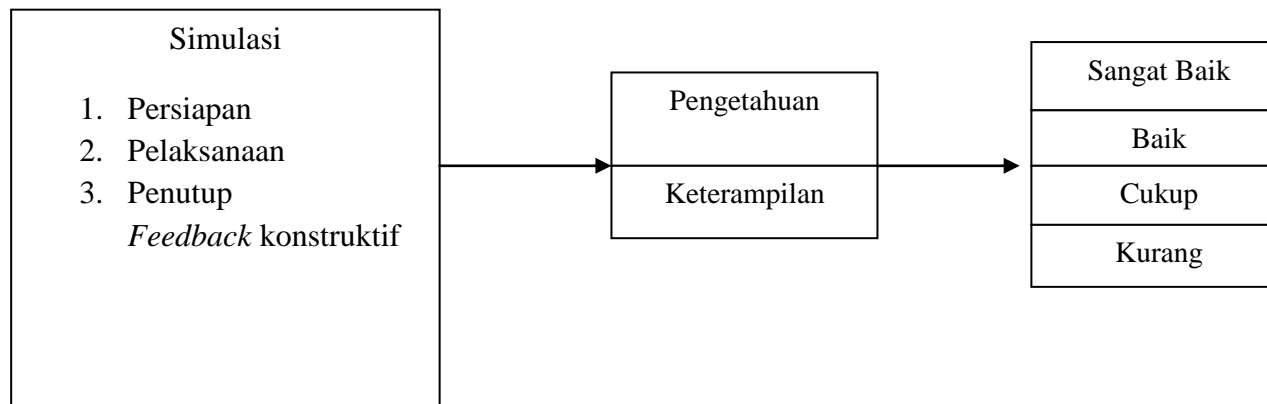 Simulasi
1. Persiapan
2. Pelaksanaan
3. Penutup
Feedback konstruktif
Pengetahuan
Keterampilan
Sangat Baik
Baik
Cukup
Kurang